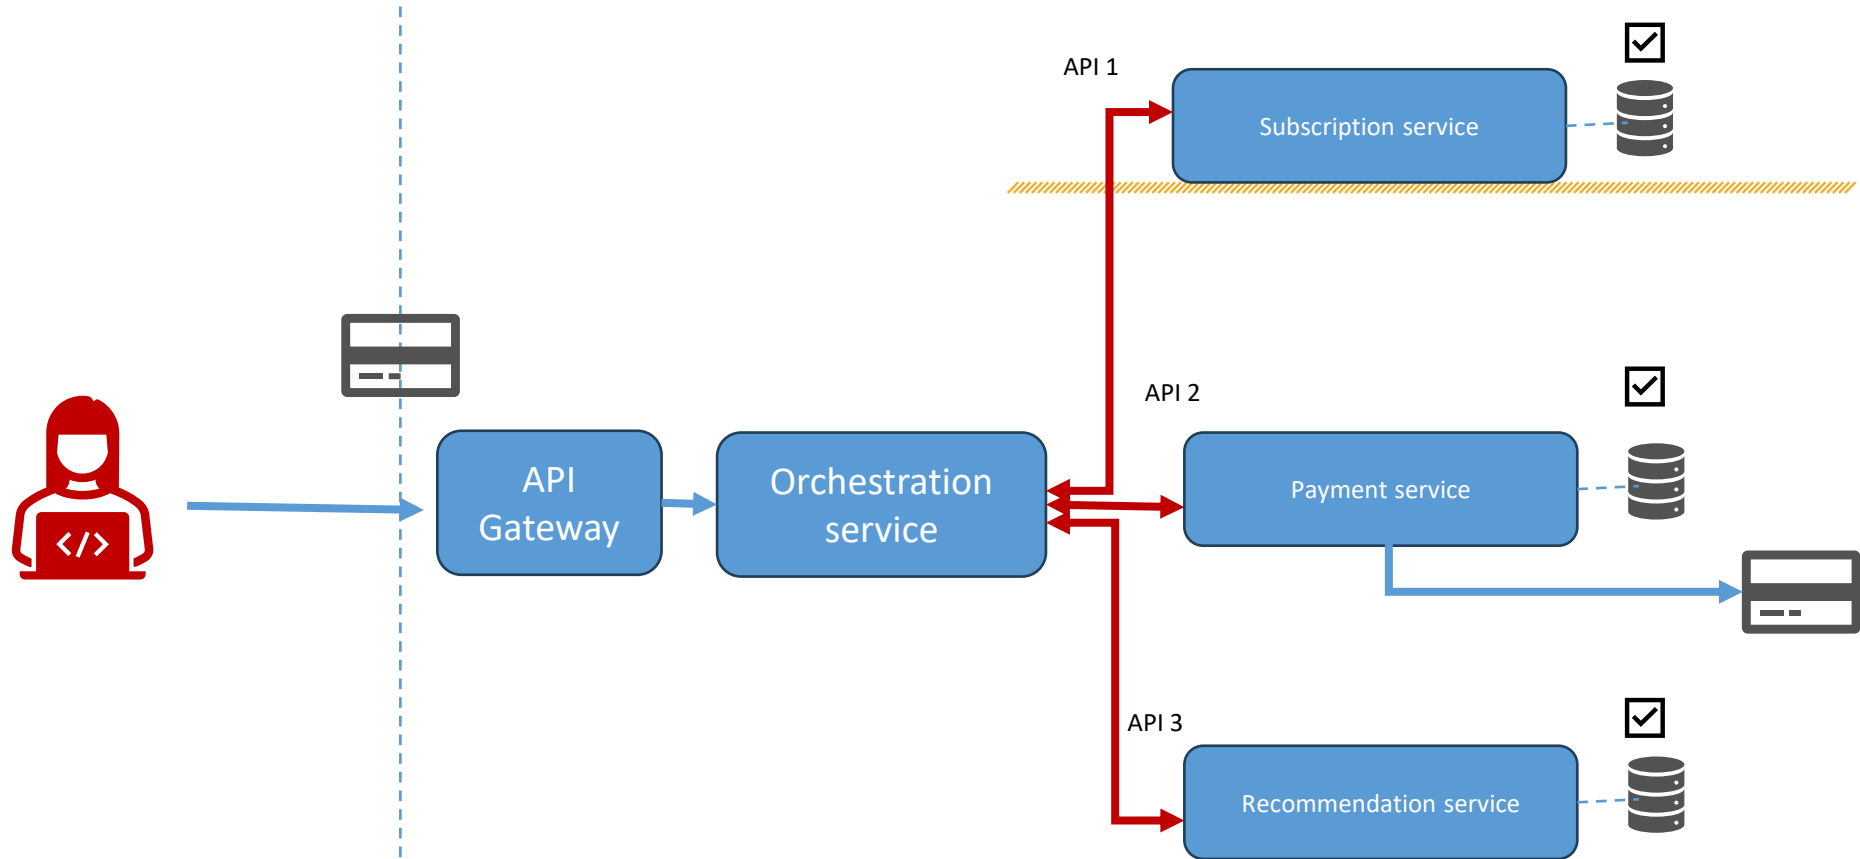 API 1
Subscription service
API
Gateway
Orchestration
service
API 2
Payment service
</>
API 3
Recommendation service